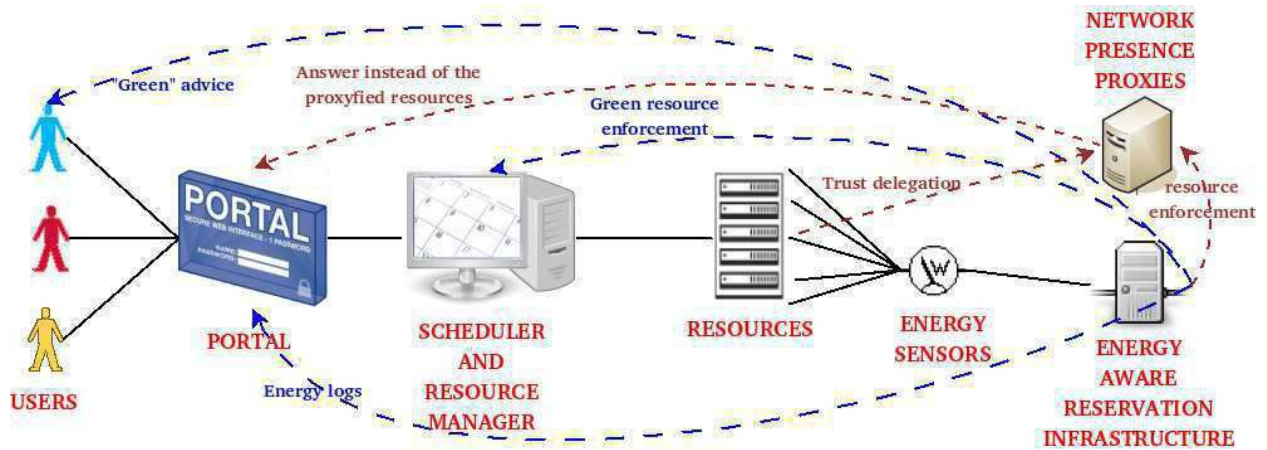 NETWORK
PRESENCE
PROXIES
"Green" advice
Answer instead of the
proxyfied resources
Green resource
enforcement
Trust delegation
resource
enforcement
PORTAL
SECURE WEB INTERFACE - 1 PASSWORD
NAME:
PASSWORD:
W
USERS
PORTAL
Energy logs
SCHEDULER
AND
RESOURCE
MANAGER
RESOURCES
ENERGY
SENSORS
ENERGY
AWARE
RESERVATION
INFRASTRUCTURE